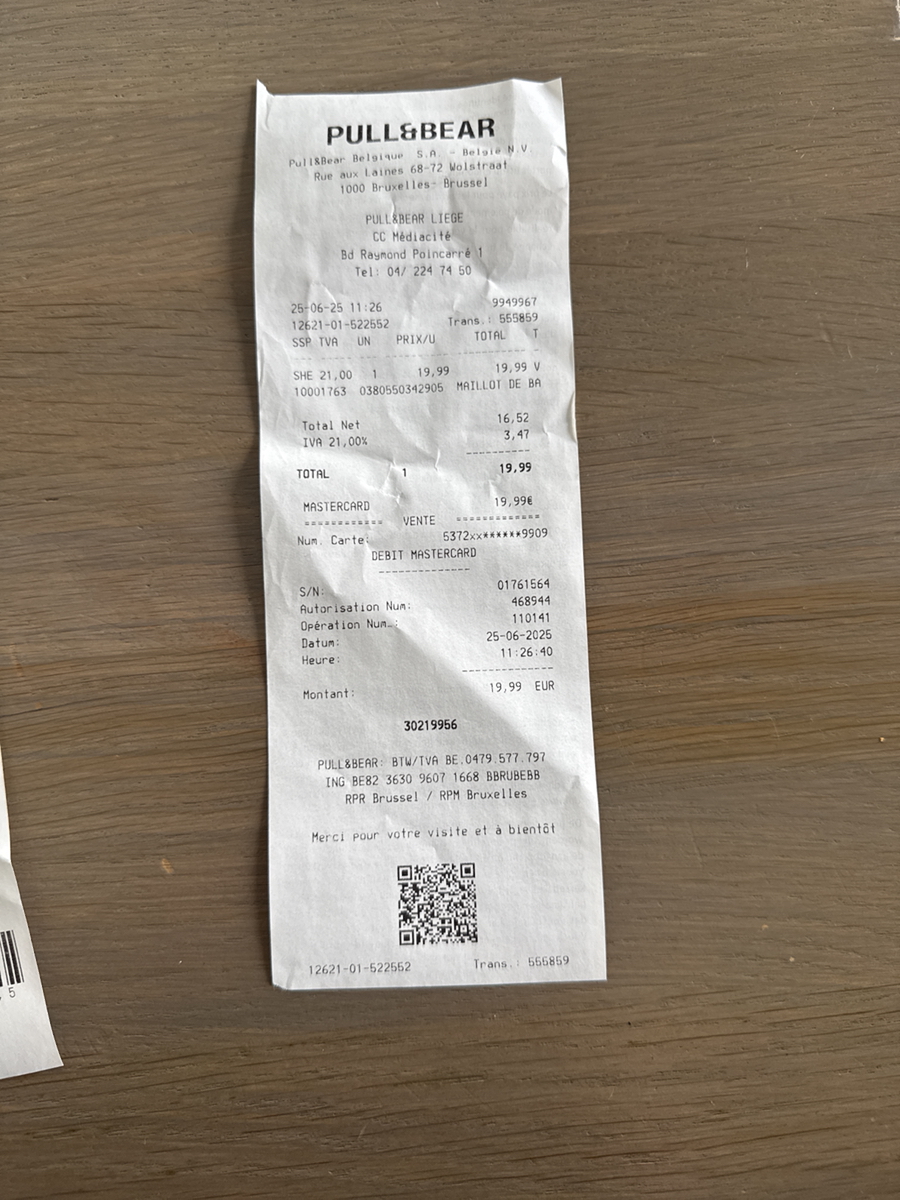 PULL&BEAR
Pull&Bear Belgique S.A. - Belgie N.V.
Rue aux Laines 68-72 Wolstraat
1000 Bruxelles- Brussel
PULL&BEAR LIEGE
CC Médiacité
Bd Raymond Poincarré 1
Tel: 04/ 224 74 50
25-06-25 11:26 9949967
12621-01-522552 Trans.: 555859
SSP TVA UN PRIX/U TOTAL T
SHE 21,00 1 19,99 19,99 V
10001763 0380550342905 MAILLOT DE BA
Total Net 16,52
IVA 21,00% 3,47
TOTAL 1 19,99
MASTERCARD 19,99€
============ VENTE ============
Num. Carte: 5372xx******9909
DEBIT MASTERCARD
S/N: 01761564
Autorisation Num: 468944
Opération Num.: 110141
Datum: 25-06-2025
Heure: 11:26:40
Montant: 19,99 EUR
30219956
PULL&BEAR: BTW/TVA BE.0479.577.797
ING BE82 3630 9607 1668 BBRUBEBB
RPR Brussel / RPM Bruxelles
Merci pour votre visite et à bientôt
12621-01-522552 Trans.: 555859
5